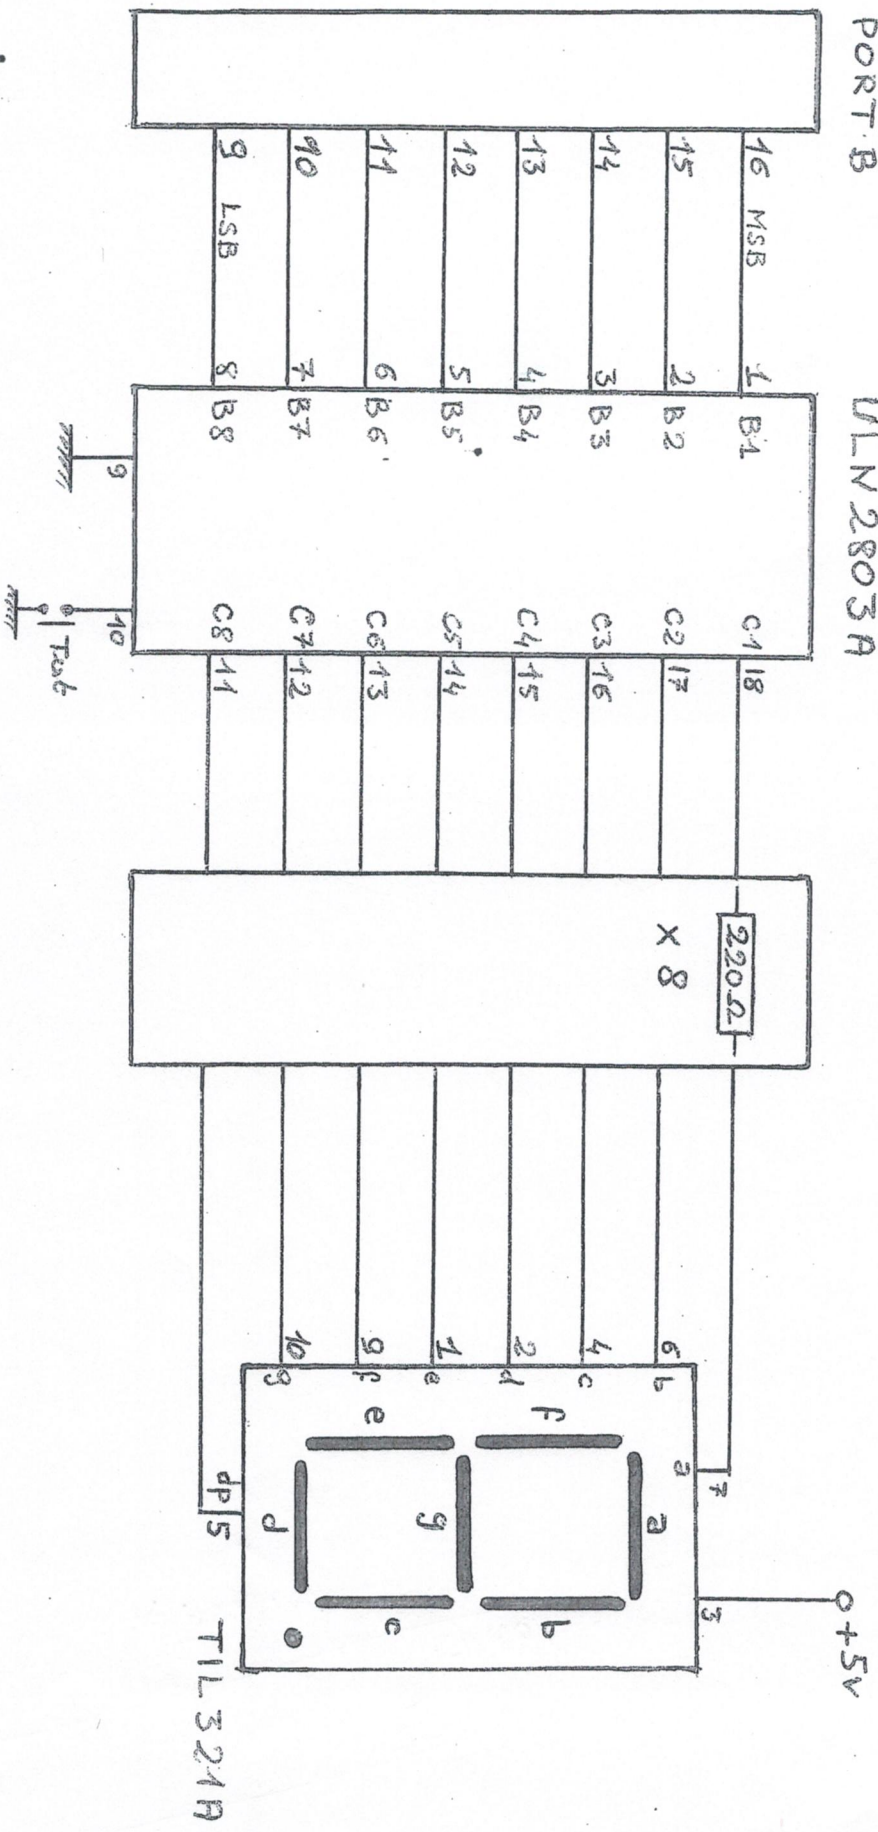 PORT B
ULN 2803A
16 MSB
15
14
13
12
11
10
9 LSB
1 B1
2 B2
3 B3
4 B4
5 B5
6 B6
7 B7
8 B8
9
10
Test
C1 18
C2 17
C3 16
C4 15
C5 14
C6 13
C7 12
C8 11
220Ω
X 8
+5v
3
7
a
6 b
4 c
2 d
1 e
9 f
10 g
dp
5
a
b
c
d
e
f
g
TIL 321A